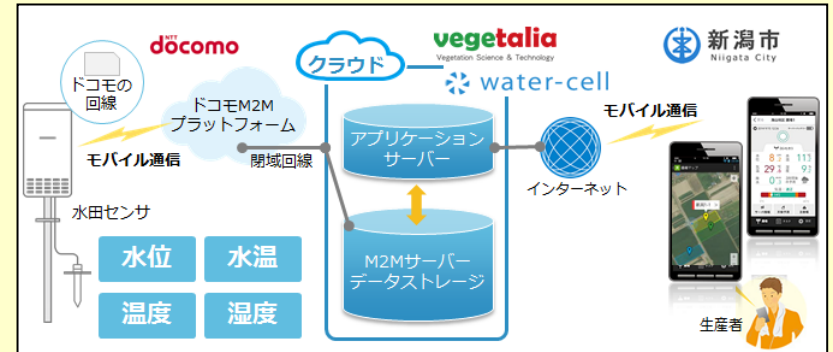 NTT
döcomo
クラウド
vegetalia
Vegetation Science & Technology
water-cell
新潟市
Niigata City
ドコモの
回線
ドコモM2M
プラットフォーム
モバイル通信
閉域回線
アプリケーション
サーバー
モバイル通信
インターネット
水田センサ
水位
水温
温度
湿度
M2Mサーバー
データストレージ
生産者